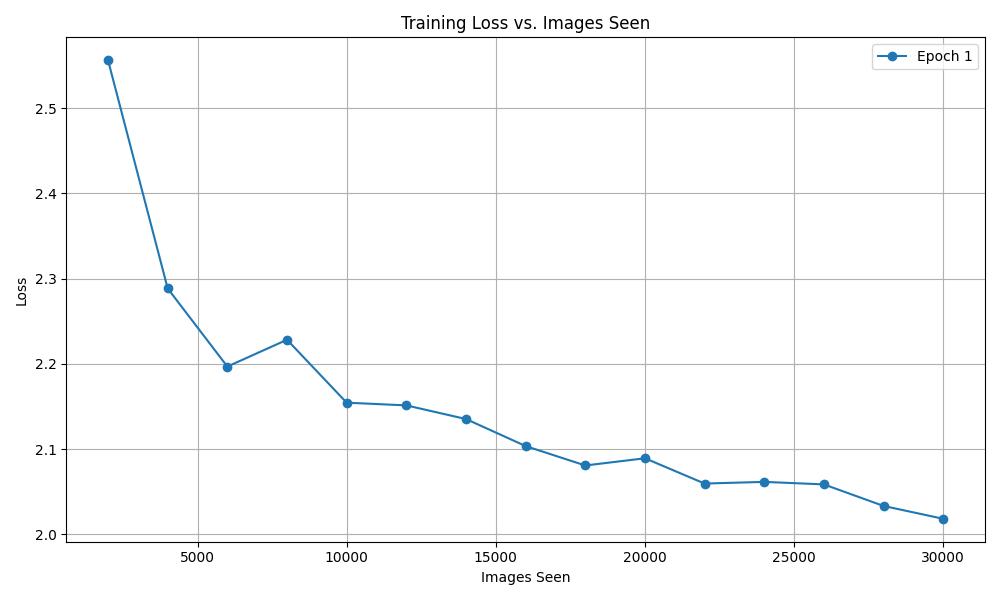 Training Loss vs. Images Seen
Epoch 1
2.5
2.4
2.3
2.2
2.1
2.0
Loss
5000 10000 15000 20000 25000 30000
Images Seen